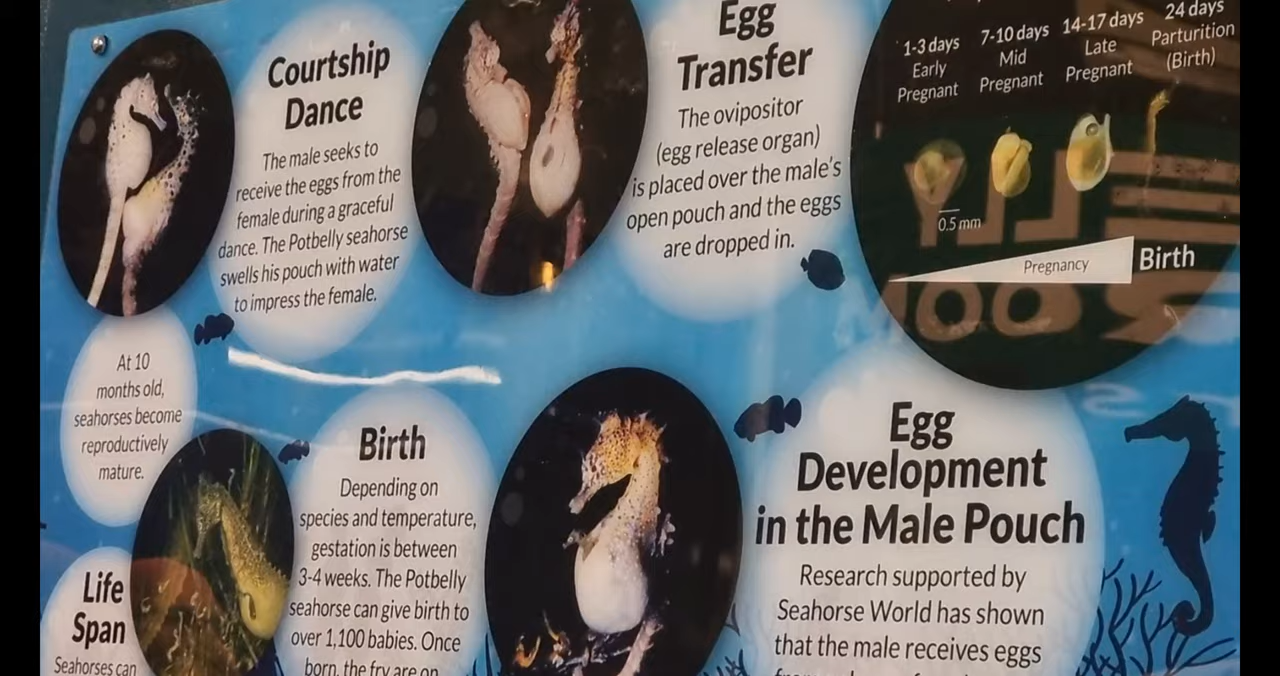 Courtship
Dance
The male seeks to
receive the eggs from the
female during a graceful
dance. The Potbelly seahorse
swells his pouch with water
to impress the female.
Egg
Transfer
The ovipositor
(egg release organ)
is placed over the male's
open pouch and the eggs
are dropped in.
1-3 days
Early
Pregnant
7-10 days
Mid
Pregnant
14-17 days
Late
Pregnant
24 days
Parturition
(Birth)
0.5 mm
Pregnancy
Birth
At 10
months old,
seahorses become
reproductively
mature.
Birth
Depending on
species and temperature,
gestation is between
3-4 weeks. The Potbelly
seahorse can give birth to
over 1,100 babies. Once
born, the fry are on
Egg
Development
in the Male Pouch
Research supported by
Seahorse World has shown
that the male receives eggs
Life
Span
Seahorses can